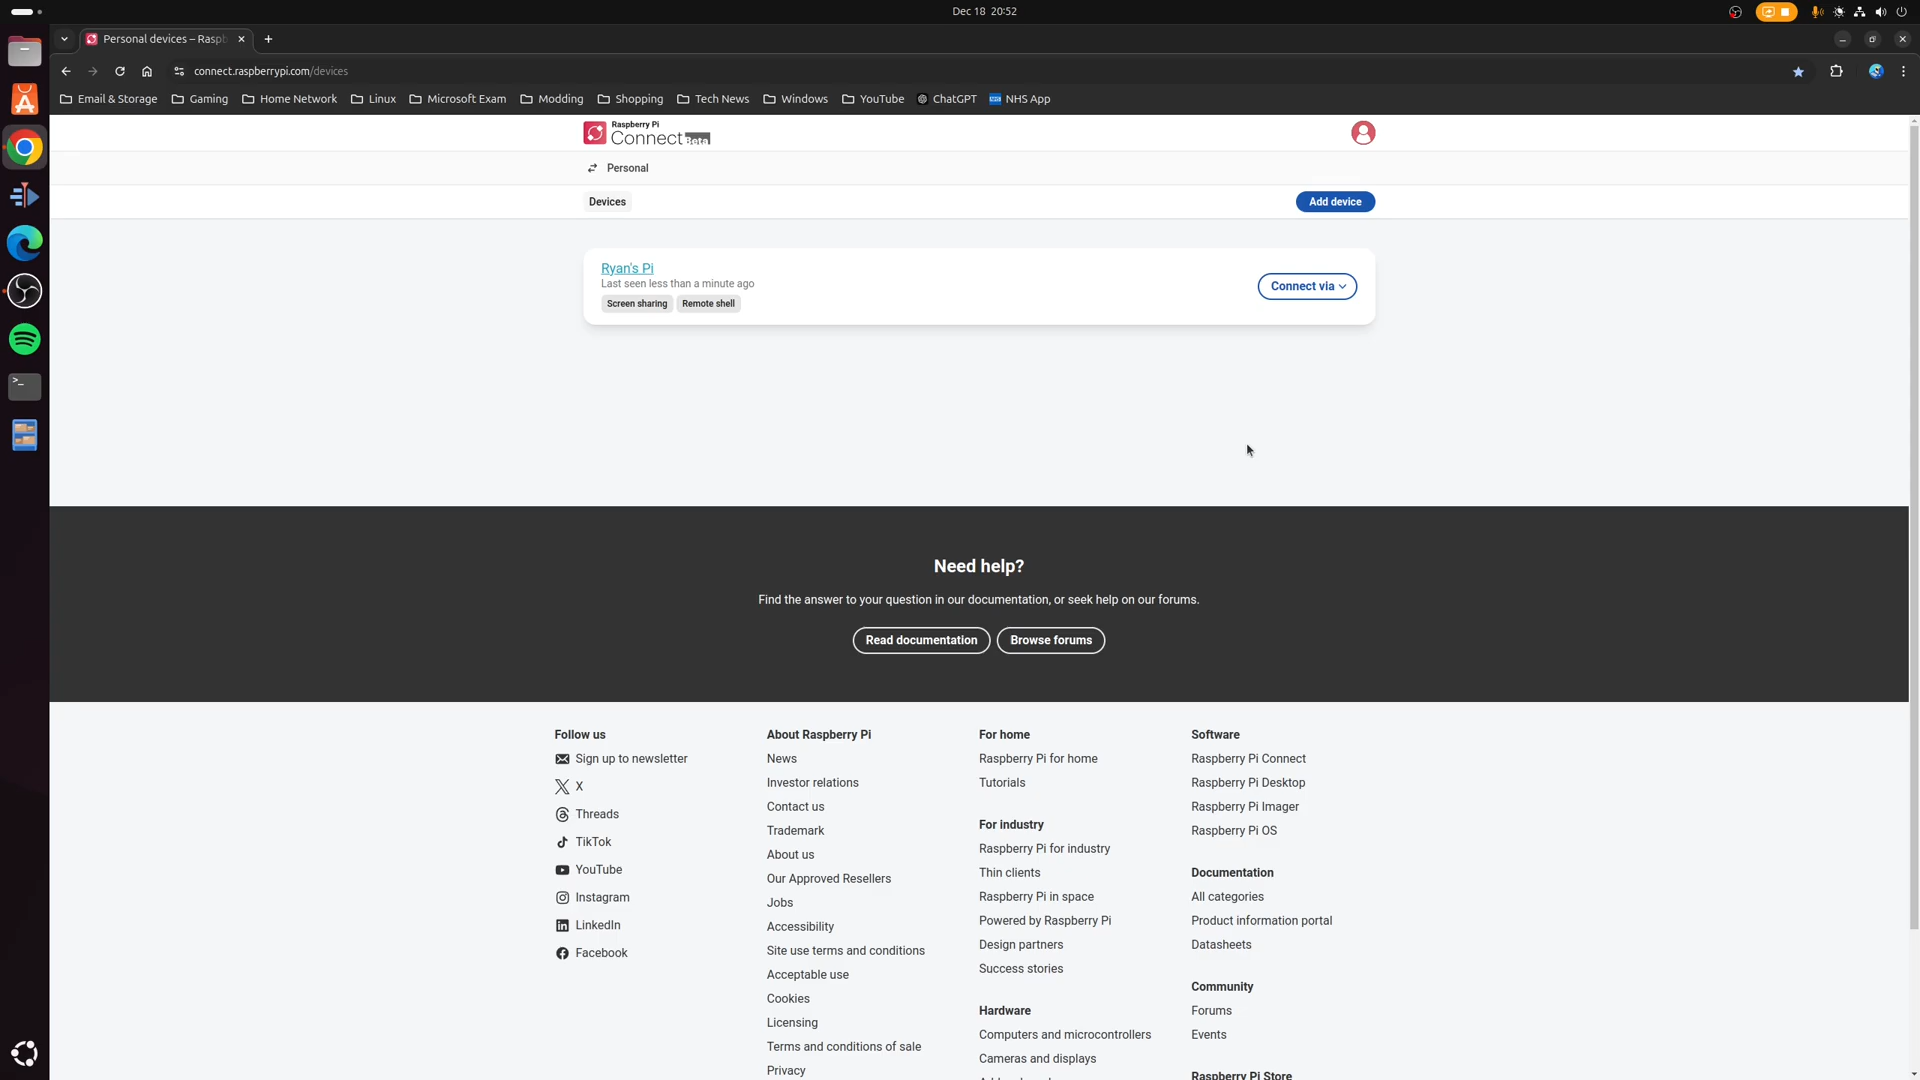 Dec 18 20:52
Personal devices – Raspb
connect.raspberrypi.com/devices
Email & Storage
Gaming
Home Network
Linux
Microsoft Exam
Modding
Shopping
Tech News
Windows
YouTube
ChatGPT
NHS App
Raspberry Pi
Connect Beta
Personal
Devices
Add device
Ryan's Pi
Last seen less than a minute ago
Screen sharing
Remote shell
Connect via
Need help?
Find the answer to your question in our documentation, or seek help on our forums.
Read documentation
Browse forums
Follow us
Sign up to newsletter
X
Threads
TikTok
YouTube
Instagram
LinkedIn
Facebook
About Raspberry Pi
News
Investor relations
Contact us
Trademark
About us
Our Approved Resellers
Jobs
Accessibility
Site use terms and conditions
Acceptable use
Cookies
Licensing
Terms and conditions of sale
Privacy
For home
Raspberry Pi for home
Tutorials
For industry
Raspberry Pi for industry
Thin clients
Raspberry Pi in space
Powered by Raspberry Pi
Design partners
Success stories
Hardware
Computers and microcontrollers
Cameras and displays
Software
Raspberry Pi Connect
Raspberry Pi Desktop
Raspberry Pi Imager
Raspberry Pi OS
Documentation
All categories
Product information portal
Datasheets
Community
Forums
Events
Raspberry Pi Store